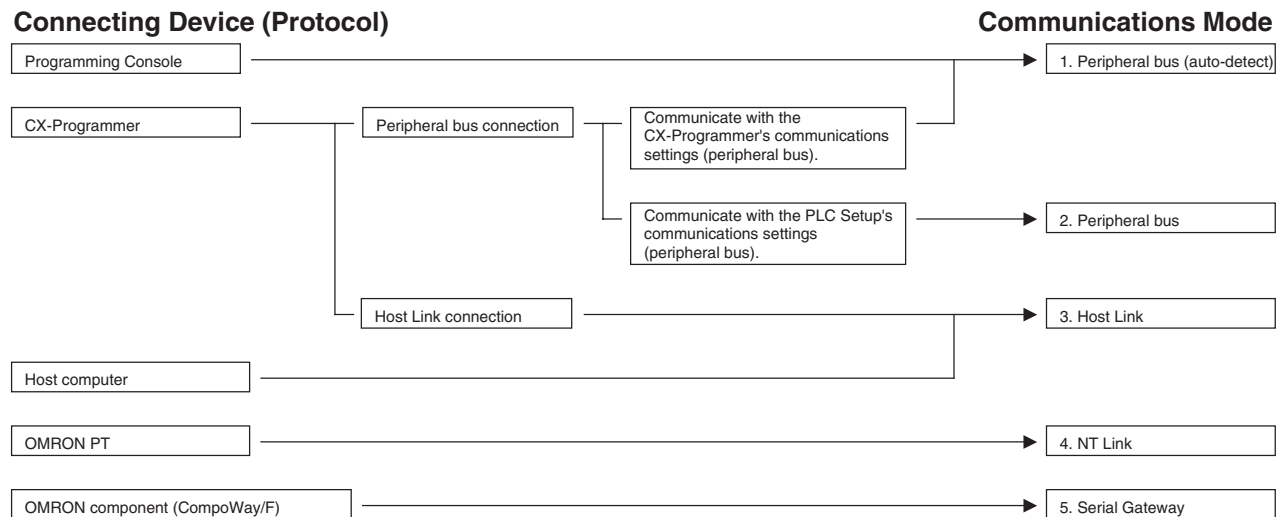 Connecting Device (Protocol)
Communications Mode
Programming Console
1. Peripheral bus (auto-detect)
CX-Programmer
Peripheral bus connection
Communicate with the
CX-Programmer's communications
settings (peripheral bus).
Communicate with the PLC Setup's
communications settings
(peripheral bus).
2. Peripheral bus
Host Link connection
3. Host Link
Host computer
OMRON PT
4. NT Link
OMRON component (CompoWay/F)
5. Serial Gateway